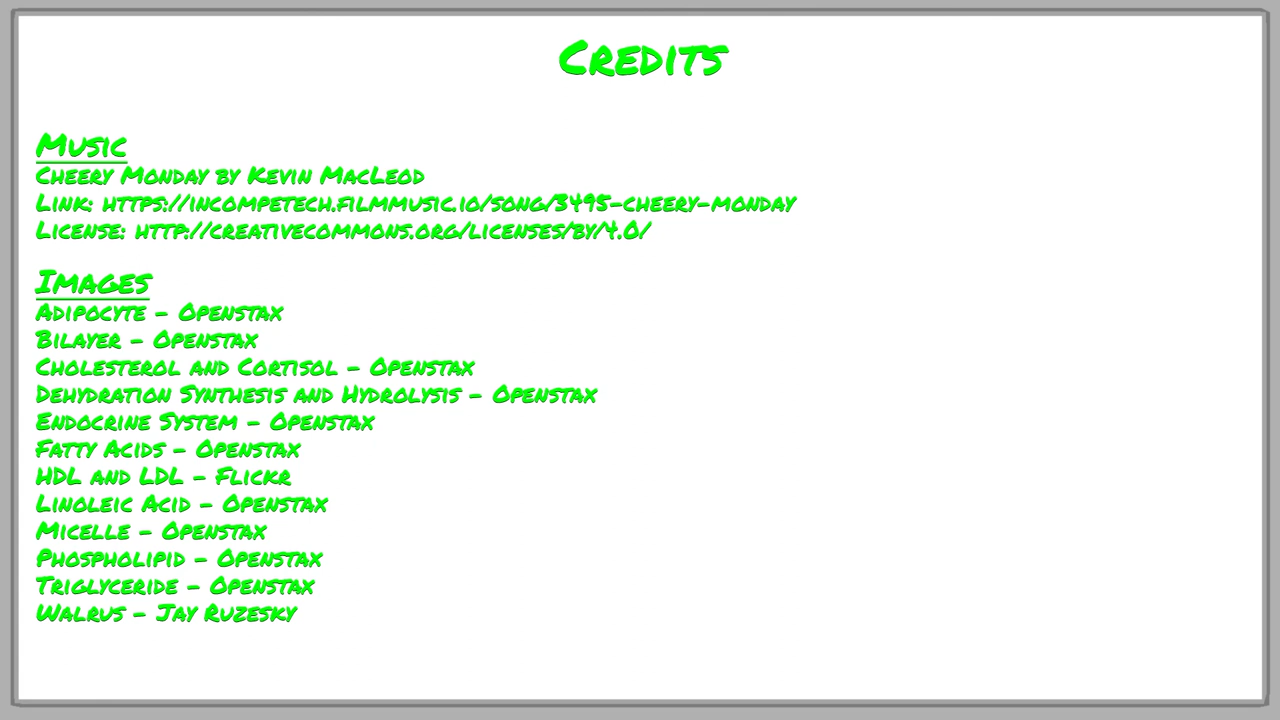 Credits
Music
Cheery Monday by Kevin MacLeod
Link: https://incompetech.filmmusic.io/song/3495-cheery-monday
License: http://creativecommons.org/licenses/by/4.0/
Images
Adipocyte - Openstax
Bilayer - Openstax
Cholesterol and Cortisol - Openstax
Dehydration Synthesis and Hydrolysis - Openstax
Endocrine System - Openstax
Fatty Acids - Openstax
HDL and LDL - Flickr
Linoleic Acid - Openstax
Micelle - Openstax
Phospholipid - Openstax
Triglyceride - Openstax
Walrus - Jay Ruzesky